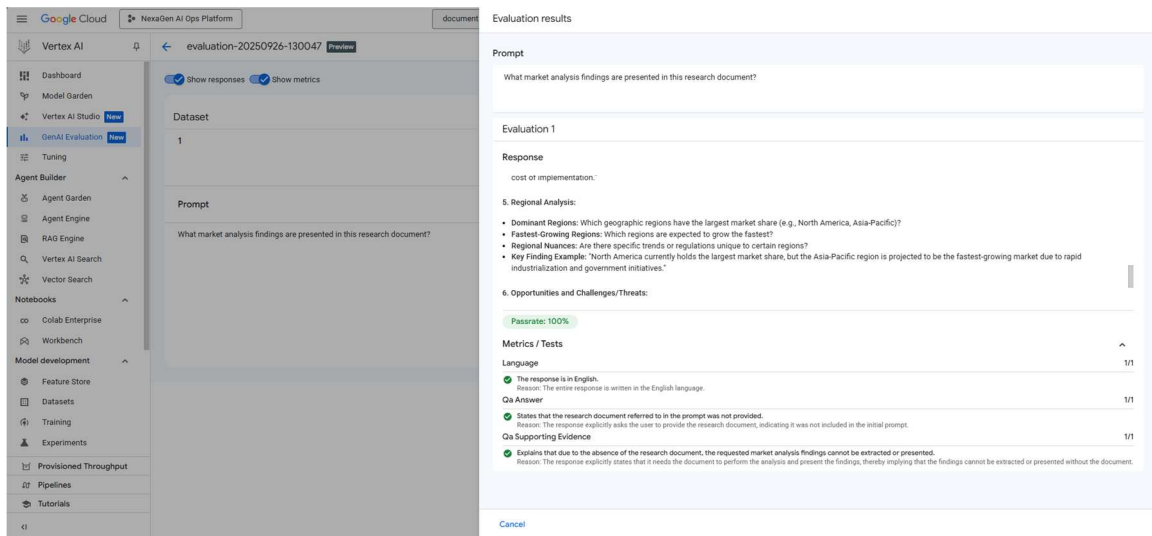 Google Cloud
NexaGen AI Ops Platform
document
Vertex AI
evaluation-20250926-130047 Preview
Dashboard
Model Garden
Vertex AI Studio New
GenAI Evaluation New
Tuning
Agent Builder
Agent Garden
Agent Engine
RAG Engine
Vertex AI Search
Vector Search
Notebooks
Colab Enterprise
Workbench
Model development
Feature Store
Datasets
Training
Experiments
Provisioned Throughput
Pipelines
Tutorials
Show responses Show metrics
Dataset
1
Prompt
What market analysis findings are presented in this research document?
Evaluation results
Prompt
What market analysis findings are presented in this research document?
Evaluation 1
Response
cost of implementation."
5. Regional Analysis:
• Dominant Regions: Which geographic regions have the largest market share (e.g., North America, Asia-Pacific)?
• Fastest-Growing Regions: Which regions are expected to grow the fastest?
• Regional Nuances: Are there specific trends or regulations unique to certain regions?
• Key Finding Example: "North America currently holds the largest market share, but the Asia-Pacific region is projected to be the fastest-growing market due to rapid
industrialization and government initiatives."
6. Opportunities and Challenges/Threats:
Passrate: 100%
Metrics / Tests
Language 1/1
The response is in English.
Reason: The entire response is written in the English language.
Qa Answer 1/1
States that the research document referred to in the prompt was not provided.
Reason: The response explicitly asks the user to provide the research document, indicating it was not included in the initial prompt.
Qa Supporting Evidence 1/1
Explains that due to the absence of the research document, the requested market analysis findings cannot be extracted or presented.
Reason: The response explicitly states that it needs the document to perform the analysis and present the findings, thereby implying that the findings cannot be extracted or presented without the document.
Cancel